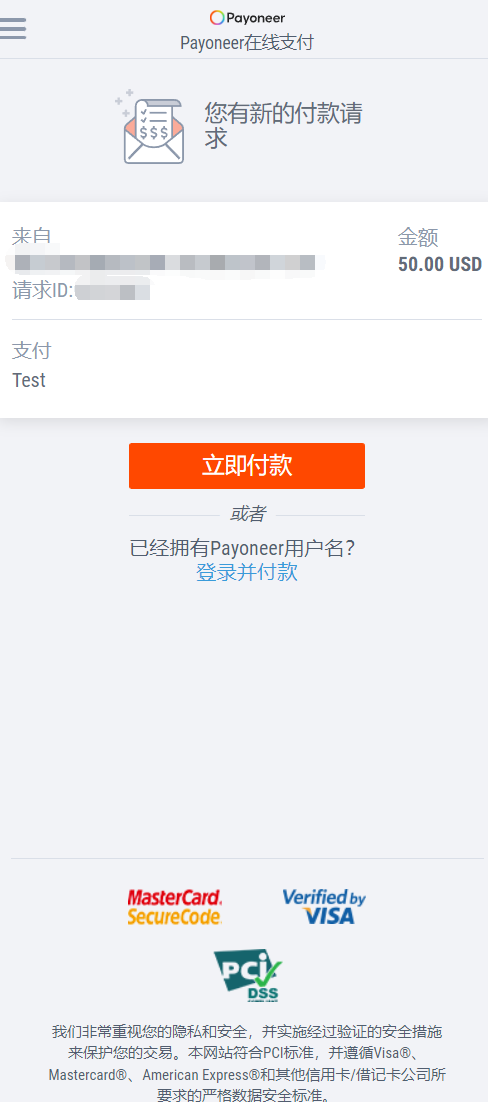 Payoneer
Payoneer在线支付
您有新的付款请
求
来自
金额
50.00 USD
请求ID:
支付
Test
立即付款
或者
已经拥有Payoneer用户名?
登录并付款
MasterCard.
SecureCode.
Verified by
VISA
PCI
DSS
我们非常重视您的隐私和安全，并实施经过验证的安全措施
来保护您的交易。本网站符合PCI标准，并遵循Visa®、
Mastercard®、American Express®和其他信用卡/借记卡公司所
要求的严格数据安全标准。